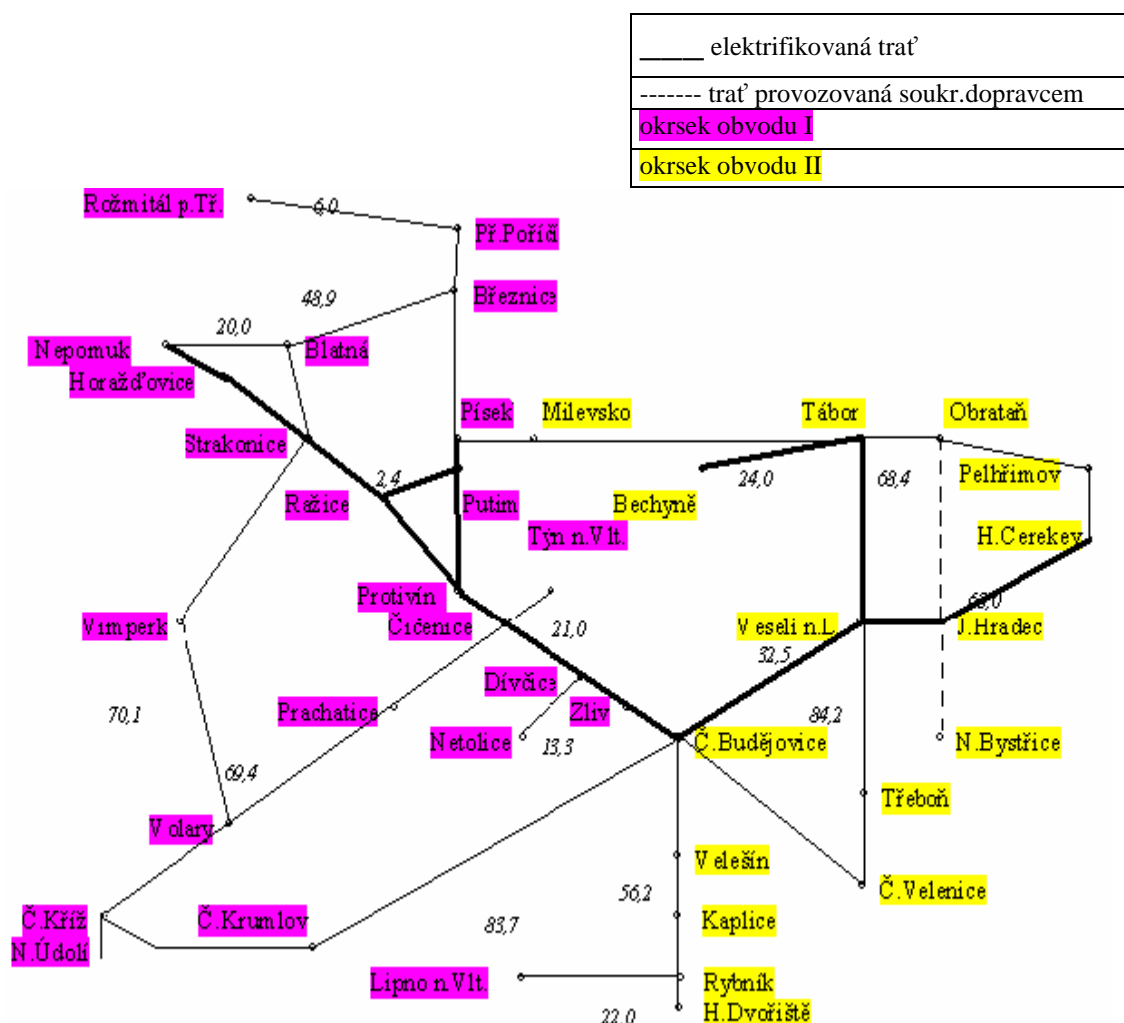 ____ elektrifikovaná trať
------- trať provozovaná soukr.dopravcem
okrsek obvodu I
okrsek obvodu II
Rožmitál p.Tř.
6,0
Př.Poříčí
Březnice
48,9
20,0
Nepomuk
Blatná
Horažďovice
Písek
Milevsko
Tábor
Obrataň
Strakonice
2,4
24,0
68,4
Pelhřimov
Ražice
Putim
Bechyně
Týn n.Vlt.
H.Cerekev
Protivín
68,0
Vimperk
Čičenice
21,0
Veselí n.L
J.Hradec
32,5
Dívčice
70,1
Prachatice
Zliv
84,2
Netolice
13,3
Č.Budějovice
N.Bystřice
69,4
Třeboň
Volary
Velešín
Č.Velenice
56,2
Č.Kříž
Č.Krumlov
83,7
Kaplice
N.Údolí
Lipno n.Vlt.
Rybník
22,0
H.Dvořiště